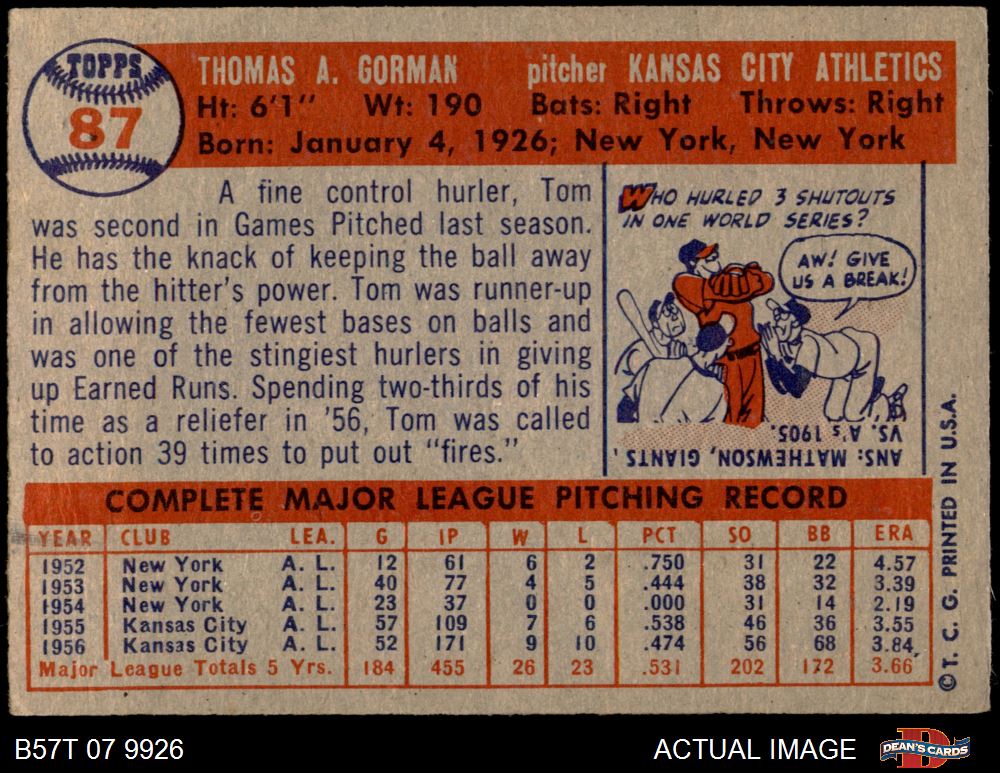 TOPPS
87
THOMAS A. GORMAN pitcher KANSAS CITY ATHLETICS
Ht: 6'1" Wt: 190 Bats: Right Throws: Right
Born: January 4, 1926; New York, New York
A fine control hurler, Tom
was second in Games Pitched last season.
He has the knack of keeping the ball away
from the hitter's power. Tom was runner-up
in allowing the fewest bases on balls and
was one of the stingiest hurlers in giving
up Earned Runs. Spending two-thirds of his
time as a reliefer in '56, Tom was called
to action 39 times to put out "fires."
WHO HURLED 3 SHUTOUTS
IN ONE WORLD SERIES?
AW! GIVE
US A BREAK!
ANS: MATHEWSON, GIANTS,
VS. A's 1905.
COMPLETE MAJOR LEAGUE PITCHING RECORD
YEAR CLUB LEA. G IP W L PCT SO BB ERA
1952 New York A. L. 12 61 6 2 .750 31 22 4.57
1953 New York A. L. 40 77 4 5 .444 38 32 3.39
1954 New York A. L. 23 37 0 0 .000 31 14 2.19
1955 Kansas City A. L. 57 109 7 6 .538 46 36 3.55
1956 Kansas City A. L. 52 171 9 10 .474 56 68 3.84
Major League Totals 5 Yrs. 184 455 26 23 .531 202 172 3.66
© T. C. G. PRINTED IN U.S.A.
B57T 07 9926 ACTUAL IMAGE
DEAN'S CARDS